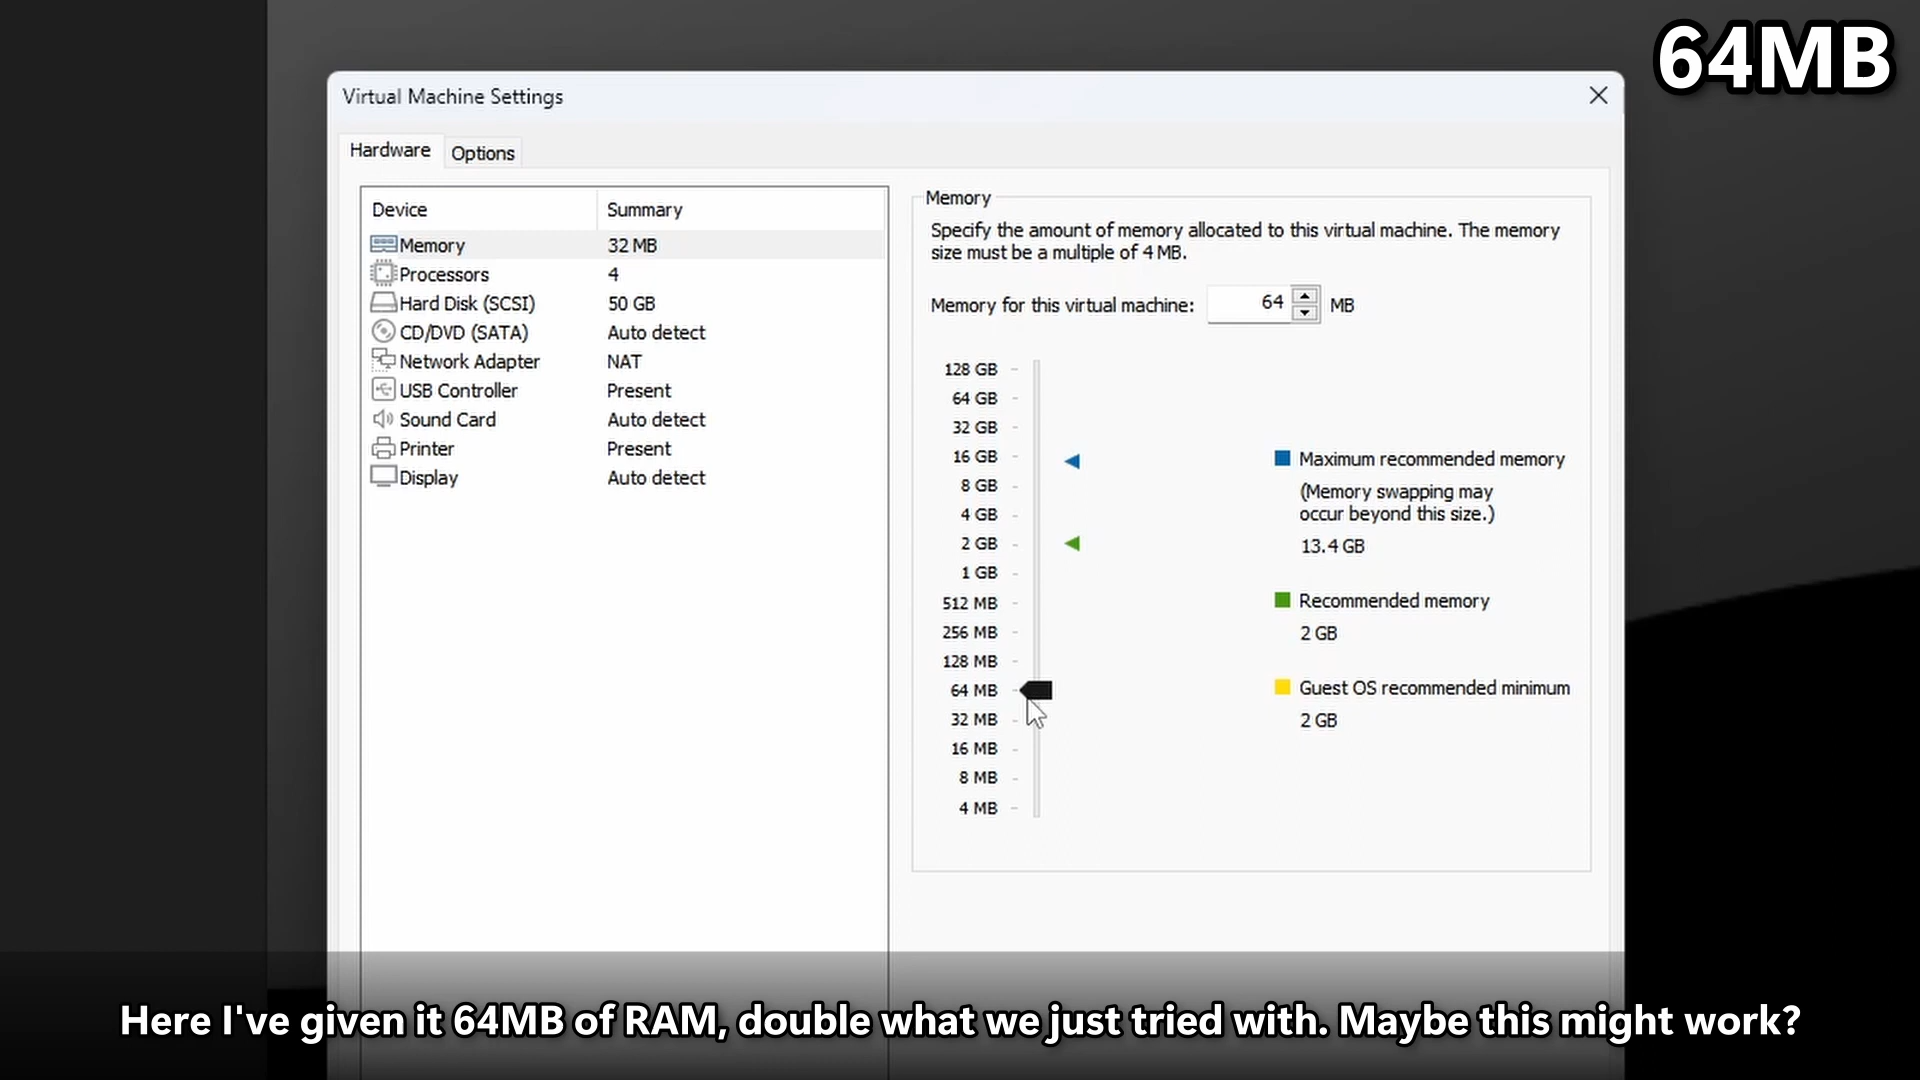 64MB
Virtual Machine Settings
Hardware
Options
Device Summary
Memory 32 MB
Processors 4
Hard Disk (SCSI) 50 GB
CD/DVD (SATA) Auto detect
Network Adapter NAT
USB Controller Present
Sound Card Auto detect
Printer Present
Display Auto detect
Memory
Specify the amount of memory allocated to this virtual machine. The memory
size must be a multiple of 4 MB.
Memory for this virtual machine: 64 MB
128 GB
64 GB
32 GB
16 GB
8 GB
4 GB
2 GB
1 GB
512 MB
256 MB
128 MB
64 MB
32 MB
16 MB
8 MB
4 MB
Maximum recommended memory
(Memory swapping may
occur beyond this size.)
13.4 GB
Recommended memory
2 GB
Guest OS recommended minimum
2 GB
Here I've given it 64MB of RAM, double what we just tried with. Maybe this might work?